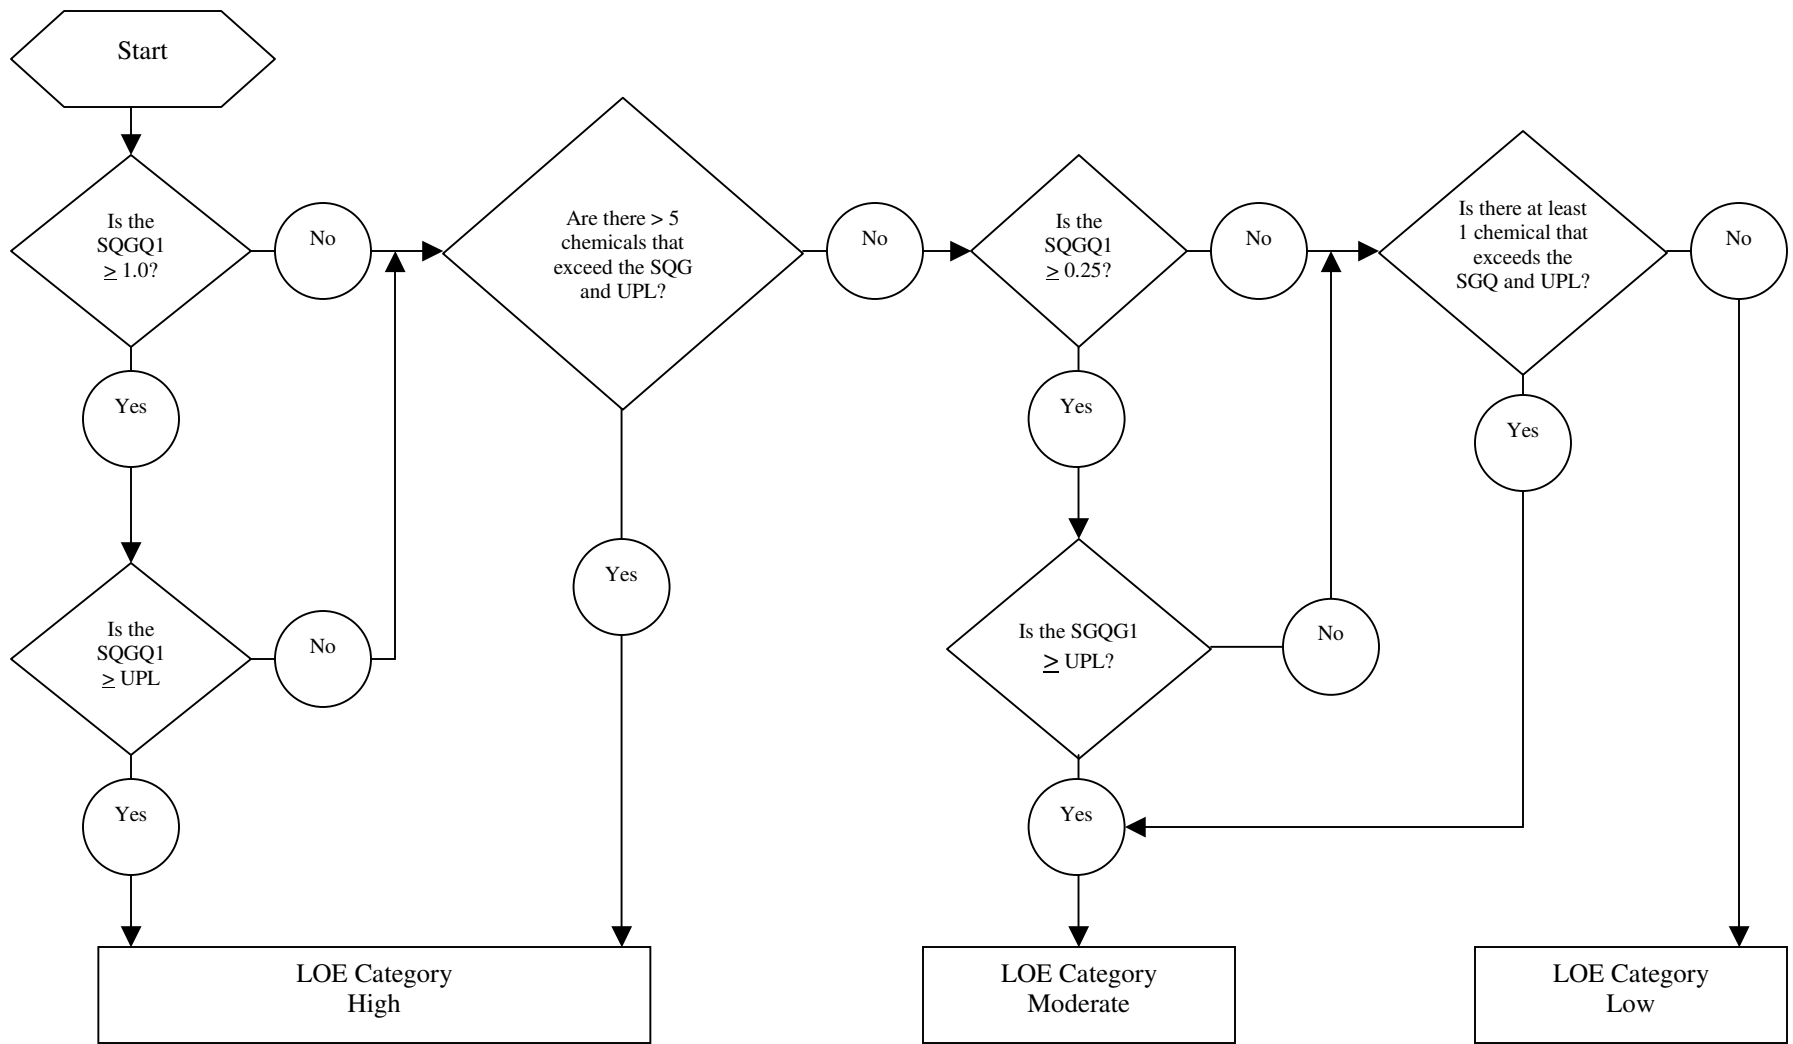 Start
Is the
SQGQ1
≥ 1.0?
No
Are there > 5
chemicals that
exceed the SQG
and UPL?
No
Is the
SQGQ1
≥ 0.25?
No
Is there at least
1 chemical that
exceeds the
SGQ and UPL?
No
Yes
Yes
Yes
Is the
SQGQ1
≥ UPL
No
Yes
Is the SGQG1
≥ UPL?
No
Yes
Yes
LOE Category
High
LOE Category
Moderate
LOE Category
Low